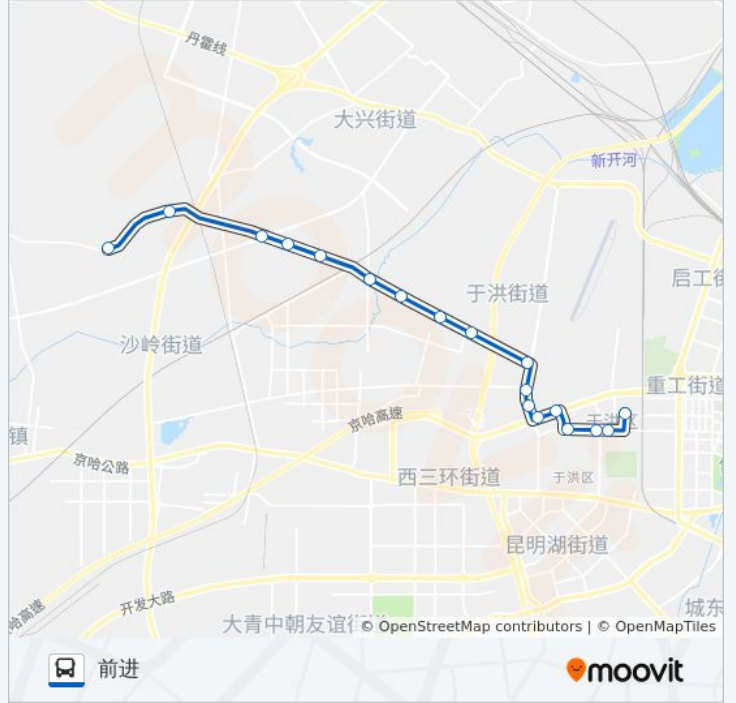 丹霍线
大兴街道
新开河
启工街
于洪街道
沙岭街道
重工街道
于洪区
京哈高速
镇
京哈公路
西三环街道
于洪区
昆明湖街道
开发大路
哈高速
城东
大青中朝友谊街
© OpenStreetMap contributors | © OpenMapTiles
前进
moovit